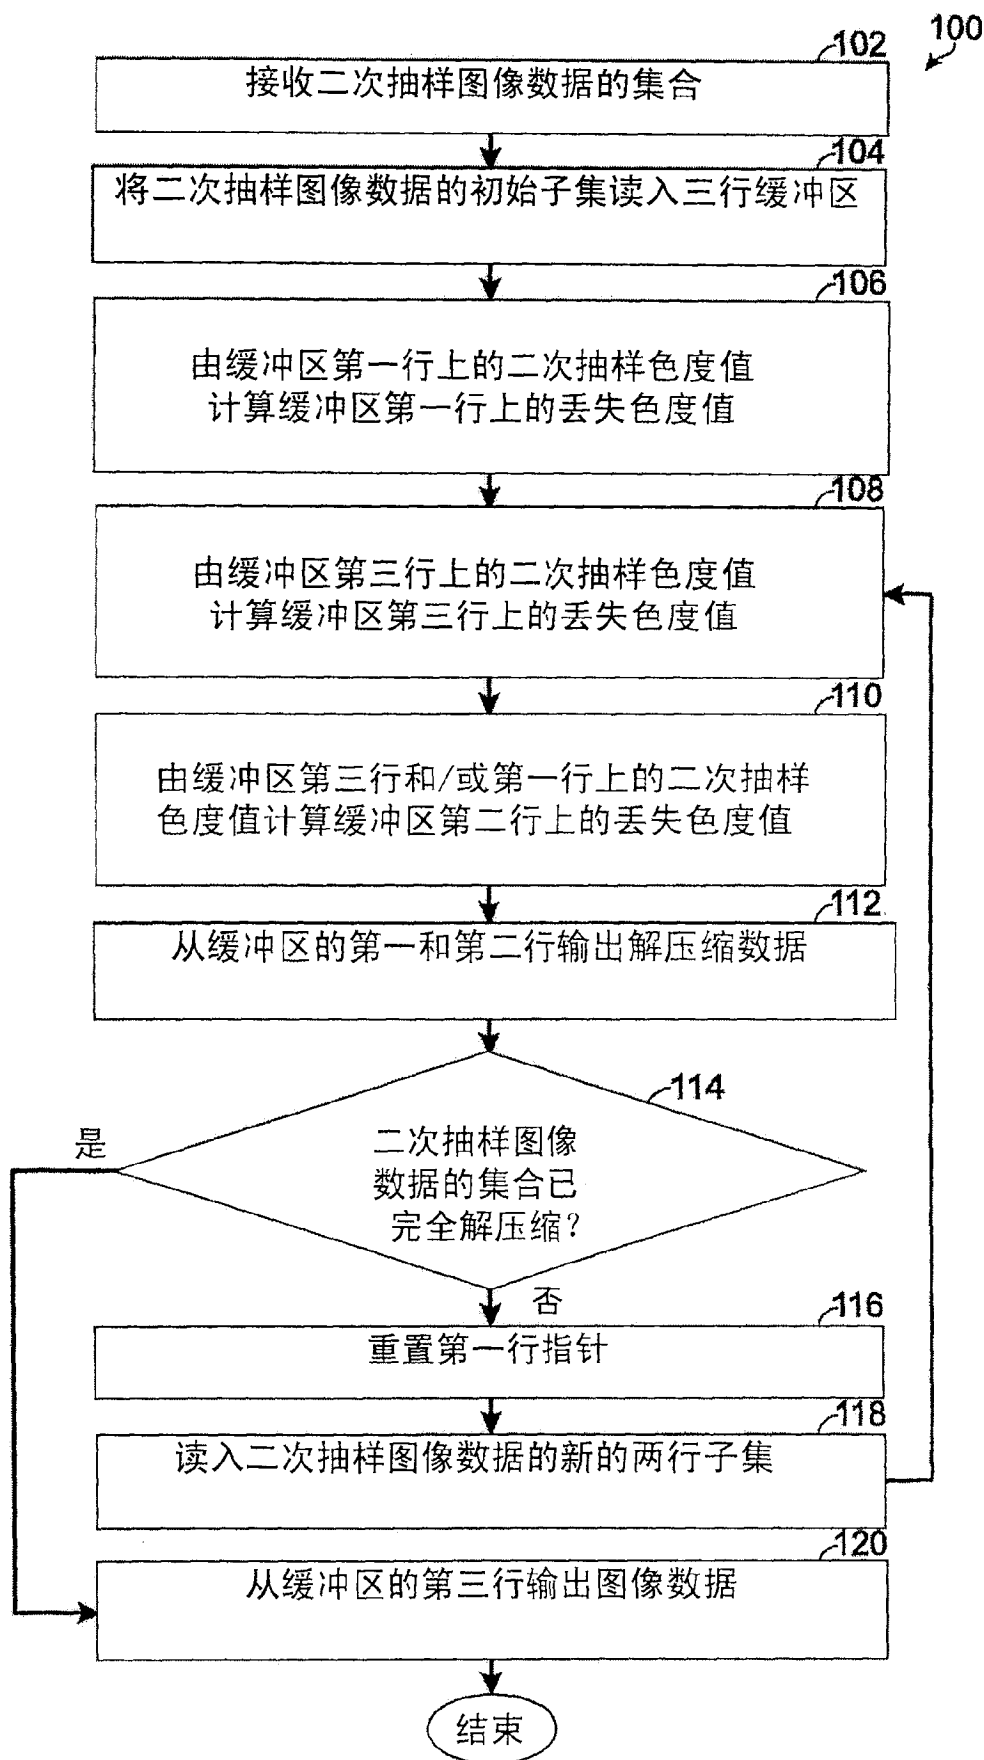 100
102
接收二次抽样图像数据的集合
104
将二次抽样图像数据的初始子集读入三行缓冲区
106
由缓冲区第一行上的二次抽样色度值
计算缓冲区第一行上的丢失色度值
108
由缓冲区第三行上的二次抽样色度值
计算缓冲区第三行上的丢失色度值
110
由缓冲区第三行和/或第一行上的二次抽样
色度值计算缓冲区第二行上的丢失色度值
112
从缓冲区的第一和第二行输出解压缩数据
114
是
二次抽样图像
数据的集合已
完全解压缩?
否
116
重置第一行指针
118
读入二次抽样图像数据的新的两行子集
120
从缓冲区的第三行输出图像数据
结束